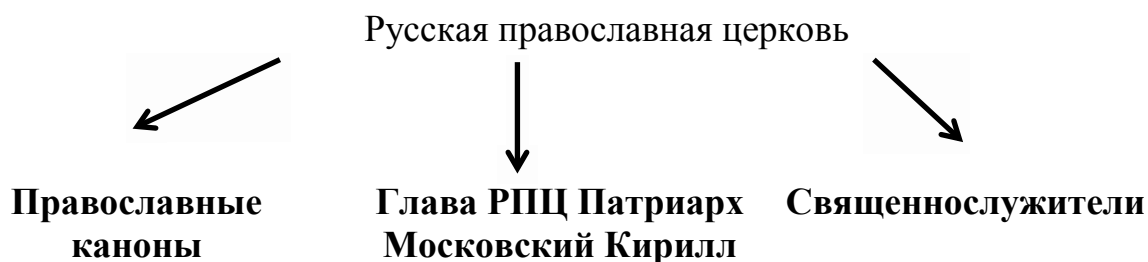 Русская православная церковь
Православные каноны
Глава РПЦ Патриарх Московский Кирилл
Священнослужители